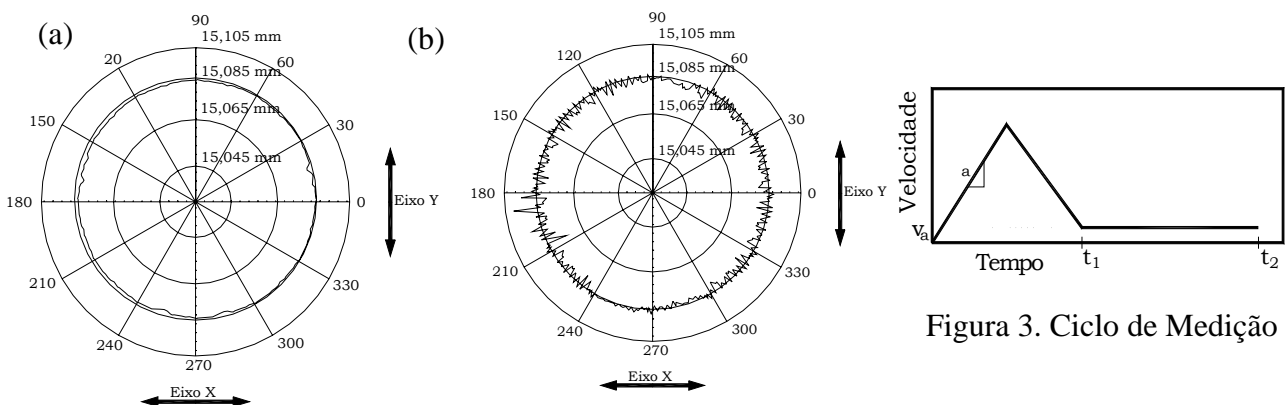 (a)
90
15,105 mm
20
60
15,085 mm
150
15,065 mm
30
15,045 mm
180
0
Eixo Y
210
330
240
300
270
Eixo X
(b)
90
15,105 mm
120
60
15,085 mm
150
15,065 mm
30
15,045 mm
180
0
Eixo Y
210
330
240
300
270
Eixo X
Velocidade
a
va
Tempo
t1
t2
Figura 3. Ciclo de Medição